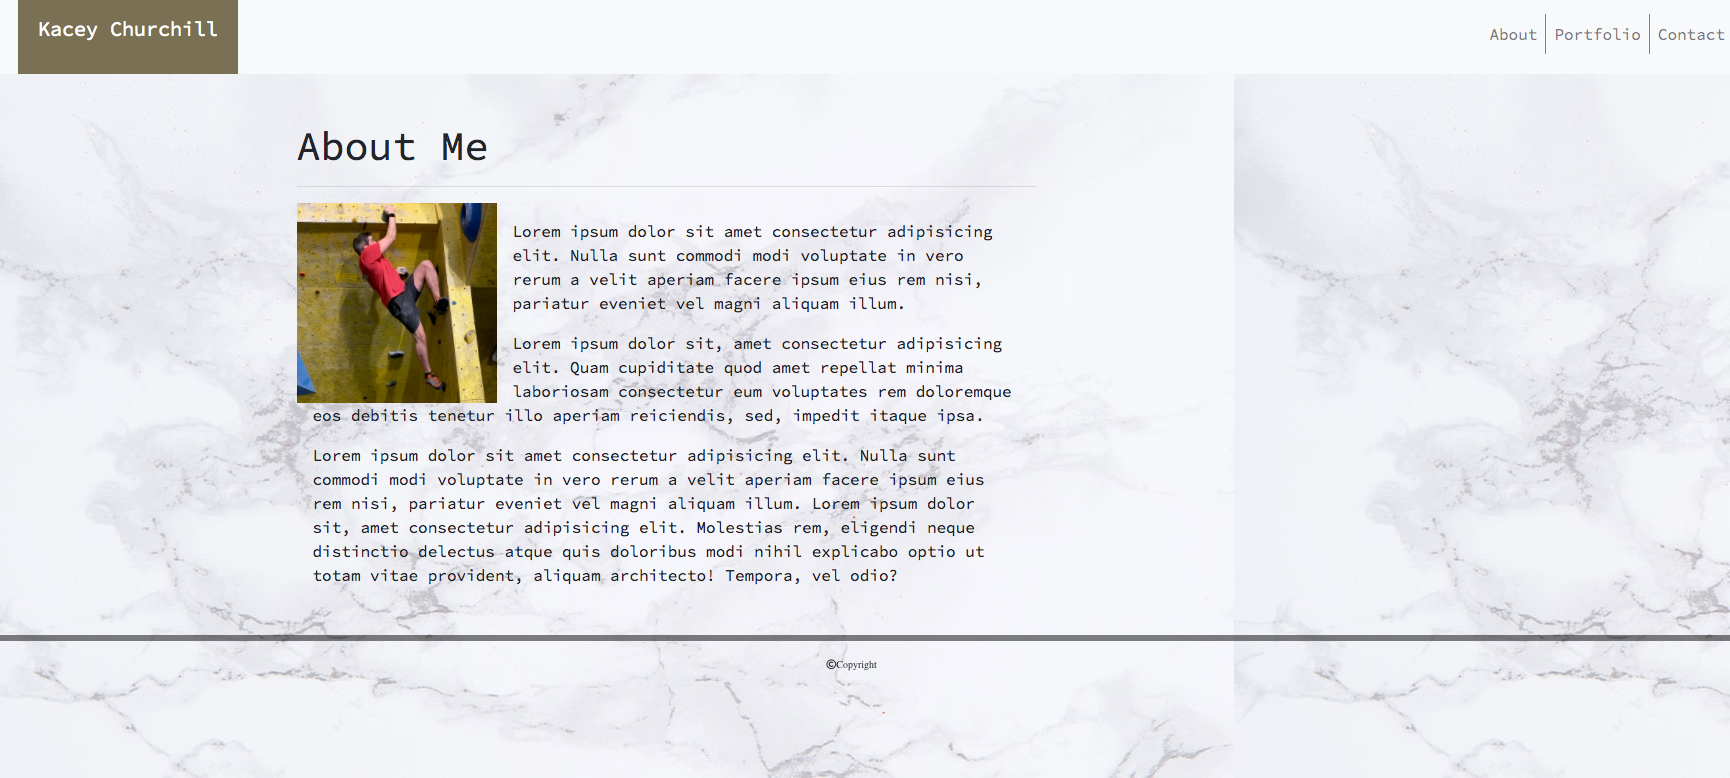 Kacey Churchill
About
Portfolio
Contact
About Me
Lorem ipsum dolor sit amet consectetur adipisicing
elit. Nulla sunt commodi modi voluptate in vero
rerum a velit aperiam facere ipsum eius rem nisi,
pariatur eveniet vel magni aliquam illum.
Lorem ipsum dolor sit, amet consectetur adipisicing
elit. Quam cupiditate quod amet repellat minima
laboriosam consectetur eum voluptates rem doloremque
eos debitis tenetur illo aperiam reiciendis, sed, impedit itaque ipsa.
Lorem ipsum dolor sit amet consectetur adipisicing elit. Nulla sunt
commodi modi voluptate in vero rerum a velit aperiam facere ipsum eius
rem nisi, pariatur eveniet vel magni aliquam illum. Lorem ipsum dolor
sit, amet consectetur adipisicing elit. Molestias rem, eligendi neque
distinctio delectus atque quis doloribus modi nihil explicabo optio ut
totam vitae provident, aliquam architecto! Tempora, vel odio?
©Copyright